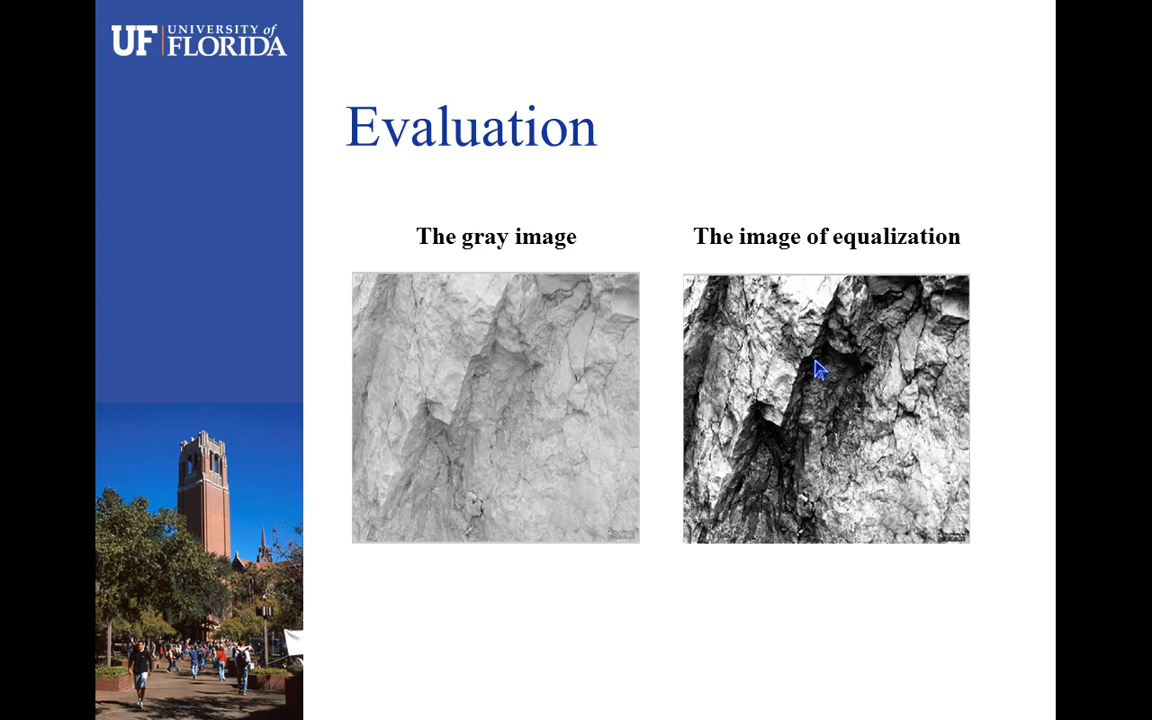 UF UNIVERSITY of
FLORIDA
Evaluation
The gray image
The image of equalization